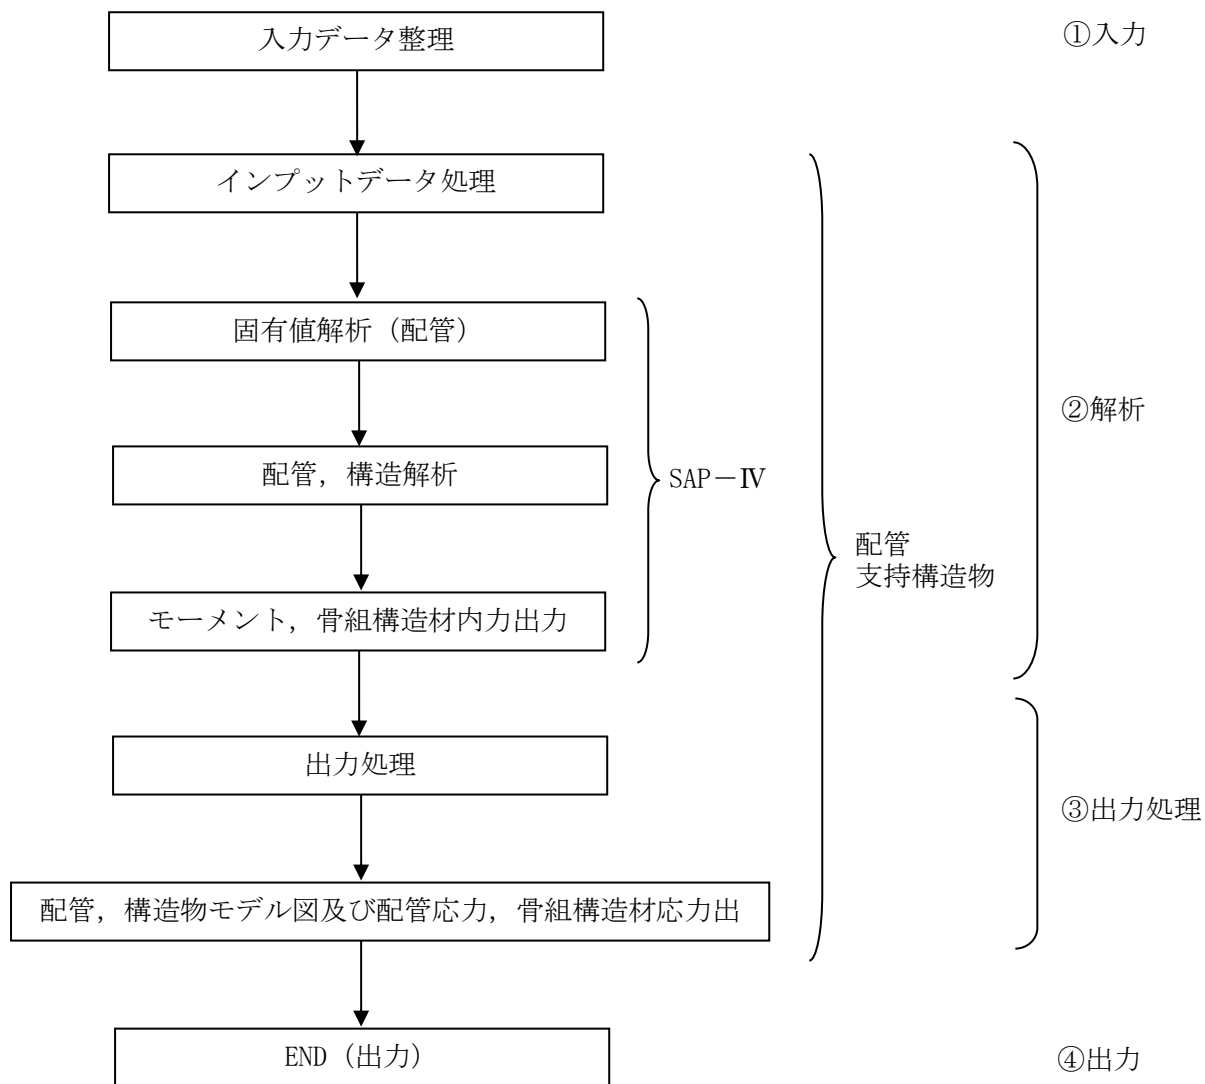 入力データ整理
①入力
インプットデータ処理
固有値解析（配管）
②解析
配管，構造解析
SAP－Ⅳ
配管
支持構造物
モーメント，骨組構造材内力出力
出力処理
③出力処理
配管，構造物モデル図及び配管応力，骨組構造材応力出
END（出力）
④出力